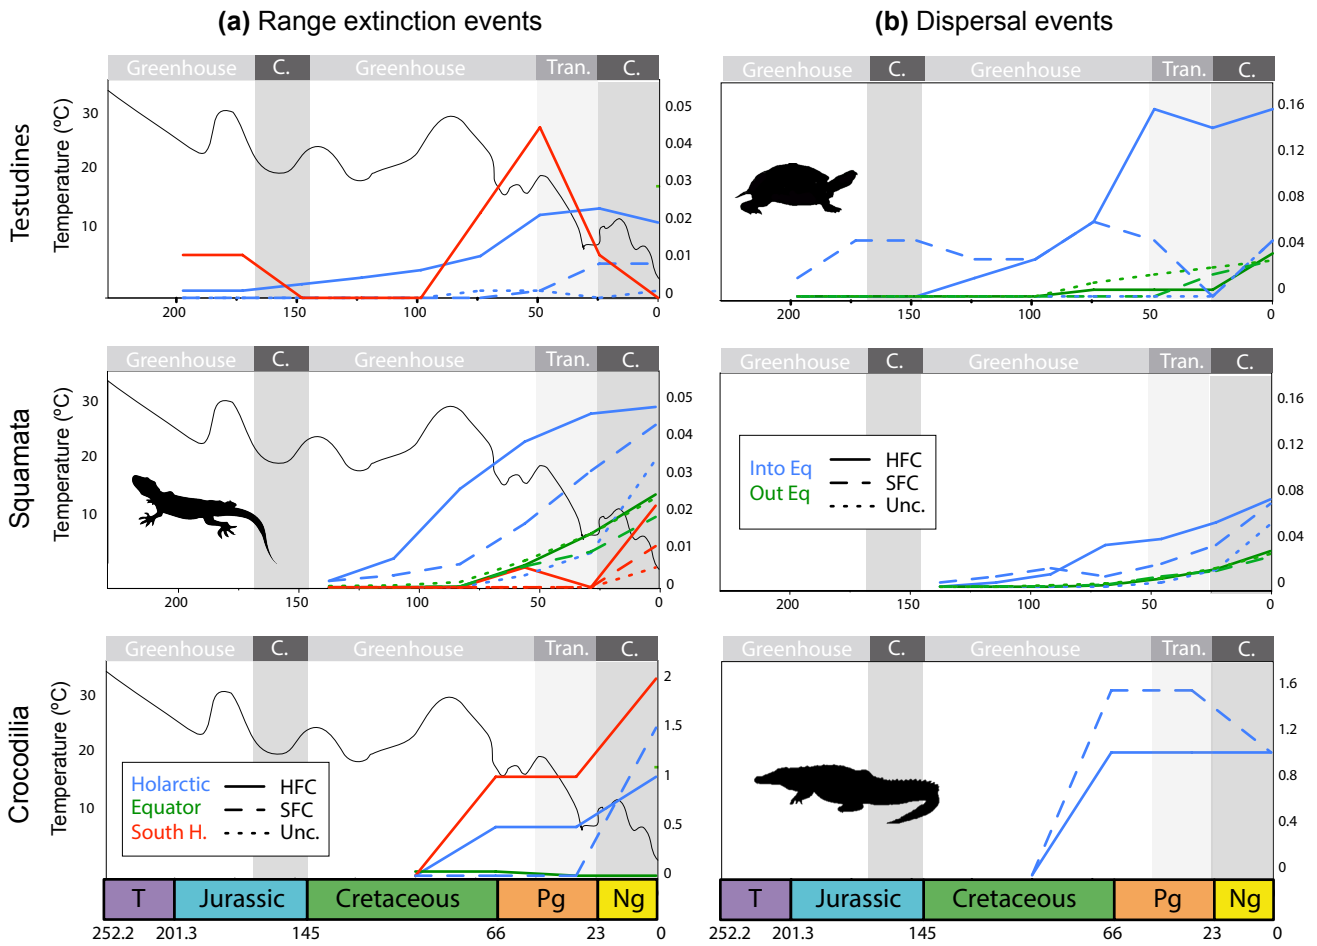 (a) Range extinction events
(b) Dispersal events
Testudines
Greenhouse C. Greenhouse Tran. C.
Temperature (ºC)
30
20
10
0.05
0.04
0.03
0.02
0.01
0
200 150 100 50 0
Greenhouse C. Greenhouse Tran. C.
0.16
0.12
0.08
0.04
0
200 150 100 50 0
Squamata
Greenhouse C. Greenhouse Tran. C.
Temperature (ºC)
30
20
10
0.05
0.04
0.03
0.02
0.01
0
200 150 100 50 0
Greenhouse C. Greenhouse Tran. C.
Into Eq
Out Eq
HFC
SFC
Unc.
0.16
0.12
0.08
0.04
0
200 150 100 50 0
Crocodilia
Greenhouse C. Greenhouse Tran. C.
Temperature (ºC)
30
20
10
Holarctic
Equator
South H.
HFC
SFC
Unc.
2
1.5
1
0.5
0
T Jurassic Cretaceous Pg Ng
252.2 201.3 145 66 23 0
Greenhouse C. Greenhouse Tran. C.
1.6
1.2
0.8
0.4
0
T Jurassic Cretaceous Pg Ng
252.2 201.3 145 66 23 0